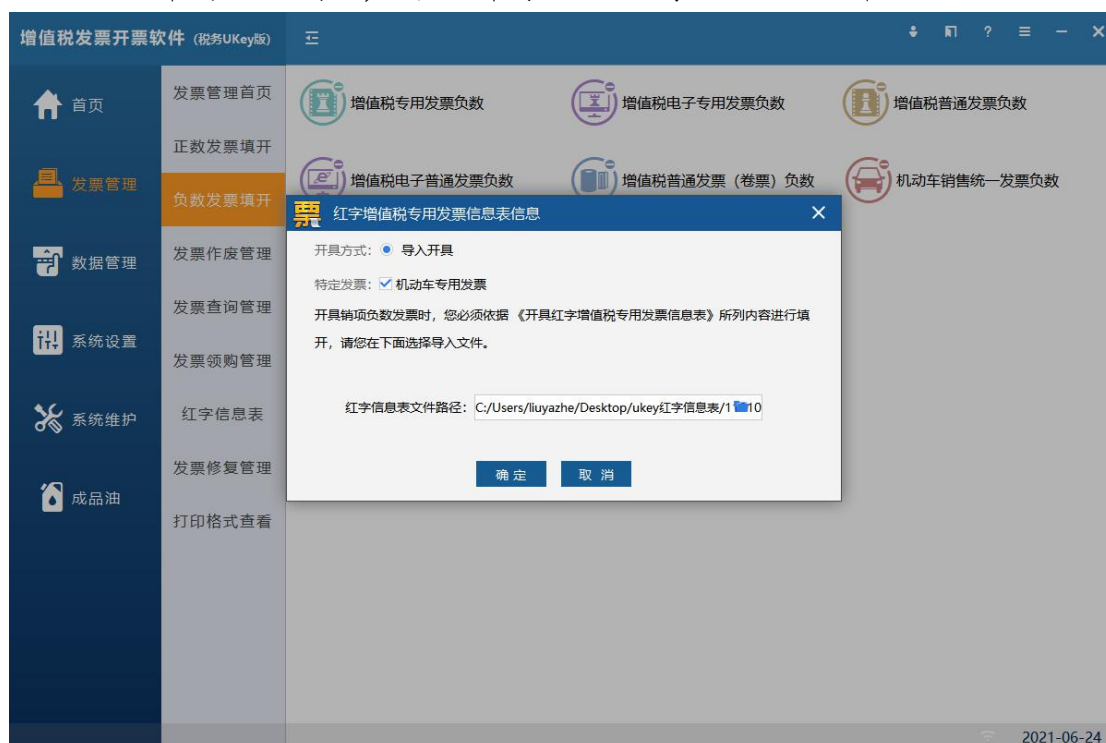 增值税发票开票软件 (税务UKey版)
首页
发票管理
数据管理
系统设置
系统维护
成品油
发票管理首页
正数发票填开
负数发票填开
发票作废管理
发票查询管理
发票领购管理
红字信息表
发票修复管理
打印格式查看
增值税专用发票负数
增值税电子专用发票负数
增值税普通发票负数
增值税电子普通发票负数
增值税普通发票（卷票）负数
机动车销售统一发票负数
票 红字增值税专用发票信息表信息
开具方式： 导入开具
特定发票： 机动车专用发票
开具销项负数发票时，您必须依据《开具红字增值税专用发票信息表》所列内容进行填
开，请您在下面选择导入文件。
红字信息表文件路径： C:/Users/liuyazhe/Desktop/ukey红字信息表/1 10
确定 取消
2021-06-24